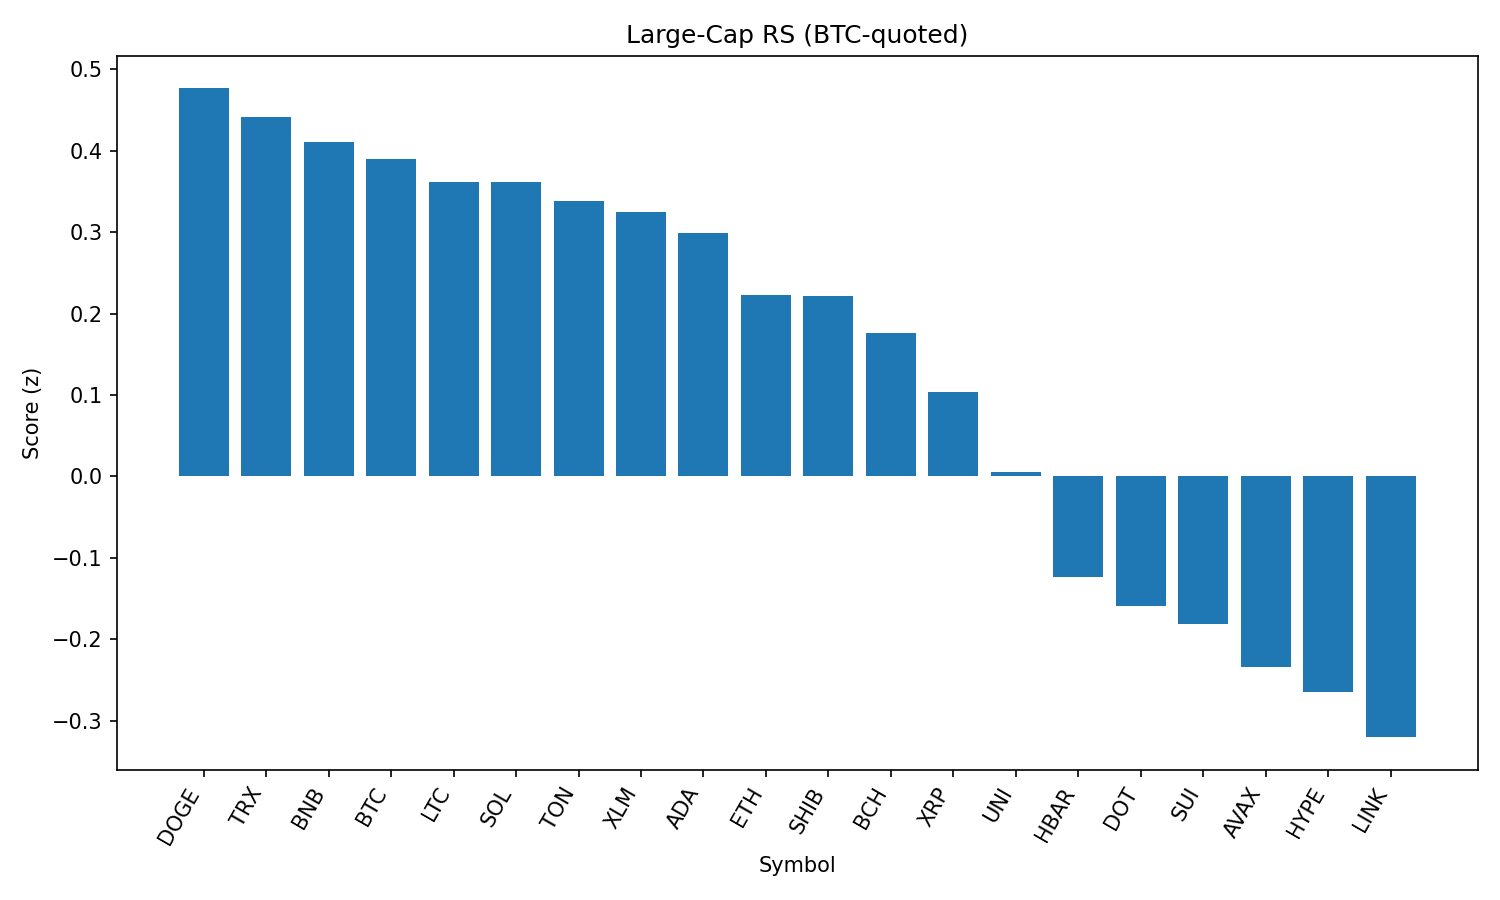 Large-Cap RS (BTC-quoted)
Score (z)
0.5
0.4
0.3
0.2
0.1
0.0
−0.1
−0.2
−0.3
DOGE
TRX
BNB
BTC
LTC
SOL
TON
XLM
ADA
ETH
SHIB
BCH
XRP
UNI
HBAR
DOT
SUI
AVAX
HYPE
LINK
Symbol